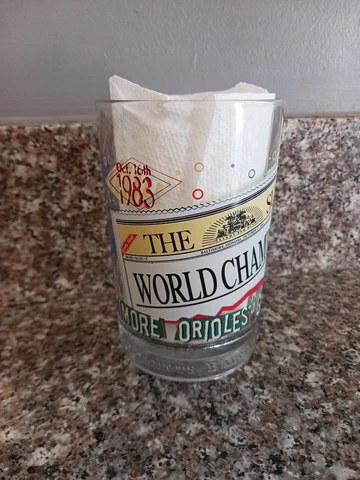 Oct. 16th
1983
THE S
WORLD CHAM
MORE ORIOLES